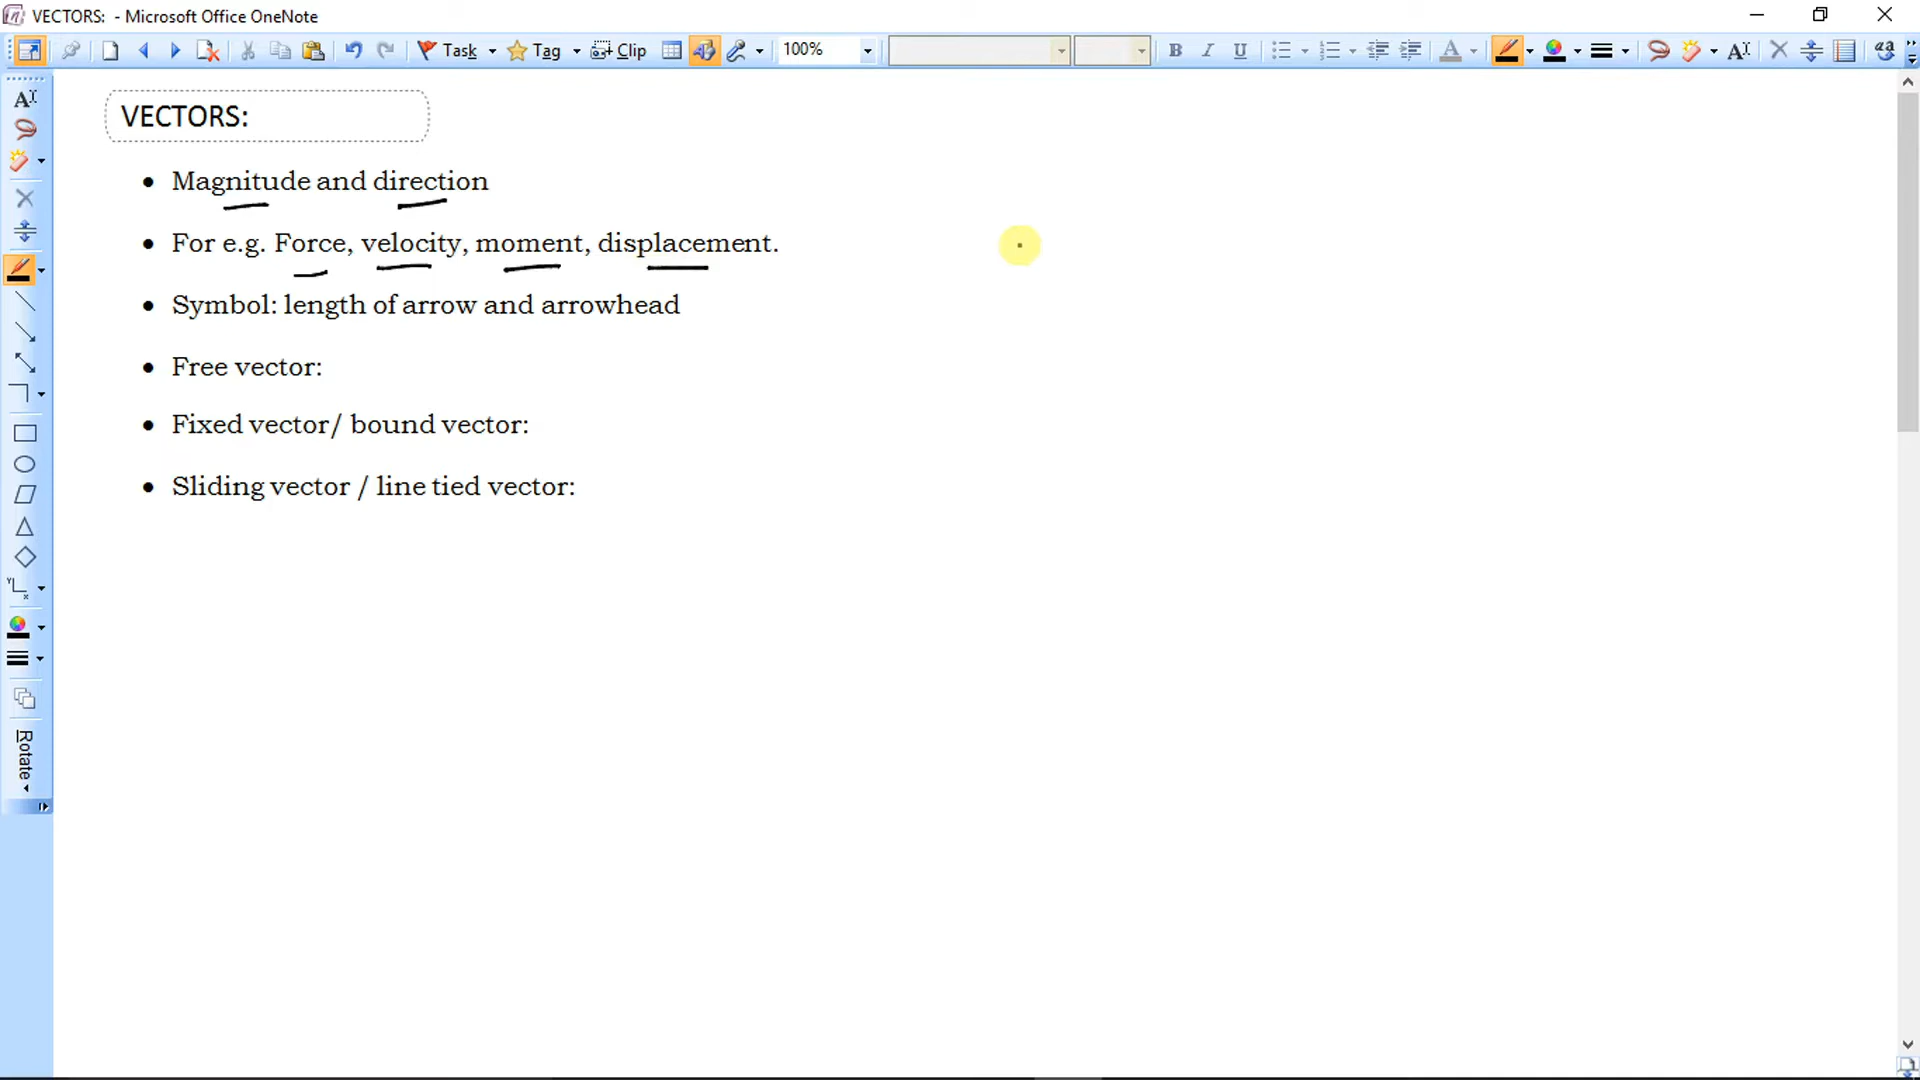 VECTORS: - Microsoft Office OneNote
Task Tag Clip 100% B I U A
VECTORS:
• Magnitude and direction
• For e.g. Force, velocity, moment, displacement.
• Symbol: length of arrow and arrowhead
• Free vector:
• Fixed vector/ bound vector:
• Sliding vector / line tied vector:
Rotate